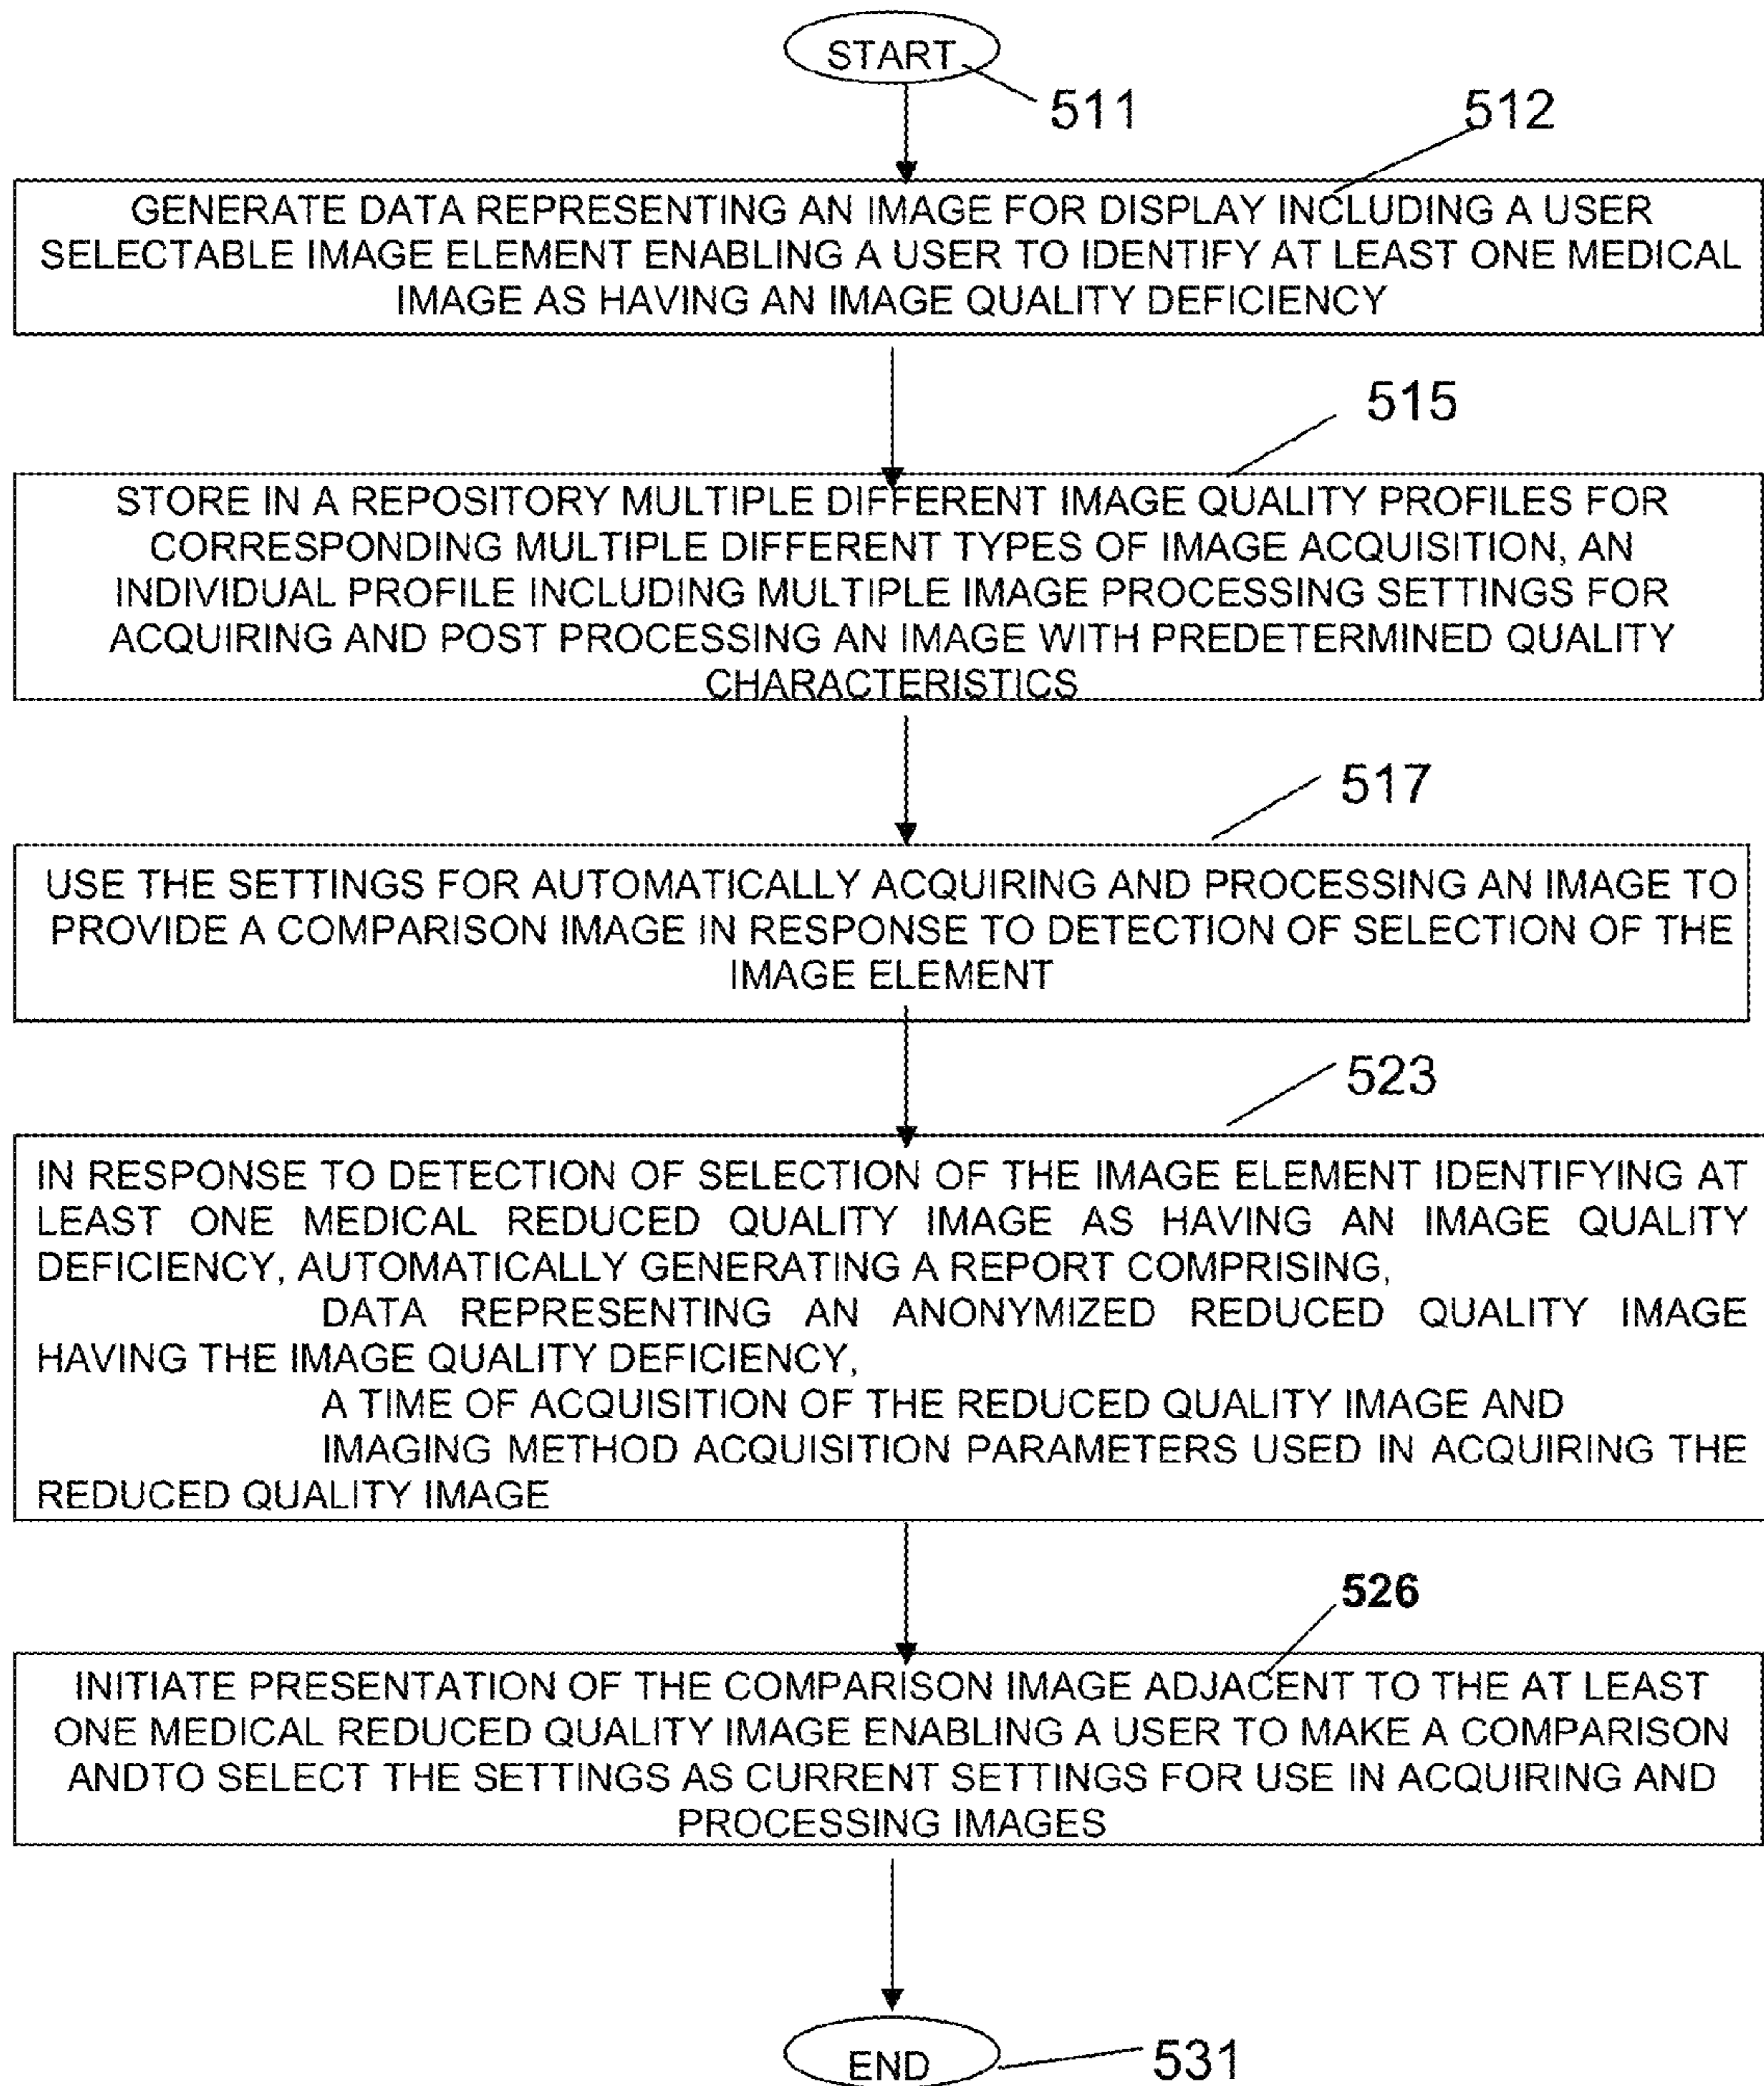 START
511
512
GENERATE DATA REPRESENTING AN IMAGE FOR DISPLAY INCLUDING A USER
SELECTABLE IMAGE ELEMENT ENABLING A USER TO IDENTIFY AT LEAST ONE MEDICAL
IMAGE AS HAVING AN IMAGE QUALITY DEFICIENCY
515
STORE IN A REPOSITORY MULTIPLE DIFFERENT IMAGE QUALITY PROFILES FOR
CORRESPONDING MULTIPLE DIFFERENT TYPES OF IMAGE ACQUISITION, AN
INDIVIDUAL PROFILE INCLUDING MULTIPLE IMAGE PROCESSING SETTINGS FOR
ACQUIRING AND POST PROCESSING AN IMAGE WITH PREDETERMINED QUALITY
CHARACTERISTICS
517
USE THE SETTINGS FOR AUTOMATICALLY ACQUIRING AND PROCESSING AN IMAGE TO
PROVIDE A COMPARISON IMAGE IN RESPONSE TO DETECTION OF SELECTION OF THE
IMAGE ELEMENT
523
IN RESPONSE TO DETECTION OF SELECTION OF THE IMAGE ELEMENT IDENTIFYING AT
LEAST ONE MEDICAL REDUCED QUALITY IMAGE AS HAVING AN IMAGE QUALITY
DEFICIENCY, AUTOMATICALLY GENERATING A REPORT COMPRISING,
DATA REPRESENTING AN ANONYMIZED REDUCED QUALITY IMAGE
HAVING THE IMAGE QUALITY DEFICIENCY,
A TIME OF ACQUISITION OF THE REDUCED QUALITY IMAGE AND
IMAGING METHOD ACQUISITION PARAMETERS USED IN ACQUIRING THE
REDUCED QUALITY IMAGE
526
INITIATE PRESENTATION OF THE COMPARISON IMAGE ADJACENT TO THE AT LEAST
ONE MEDICAL REDUCED QUALITY IMAGE ENABLING A USER TO MAKE A COMPARISON
ANDTO SELECT THE SETTINGS AS CURRENT SETTINGS FOR USE IN ACQUIRING AND
PROCESSING IMAGES
END
531